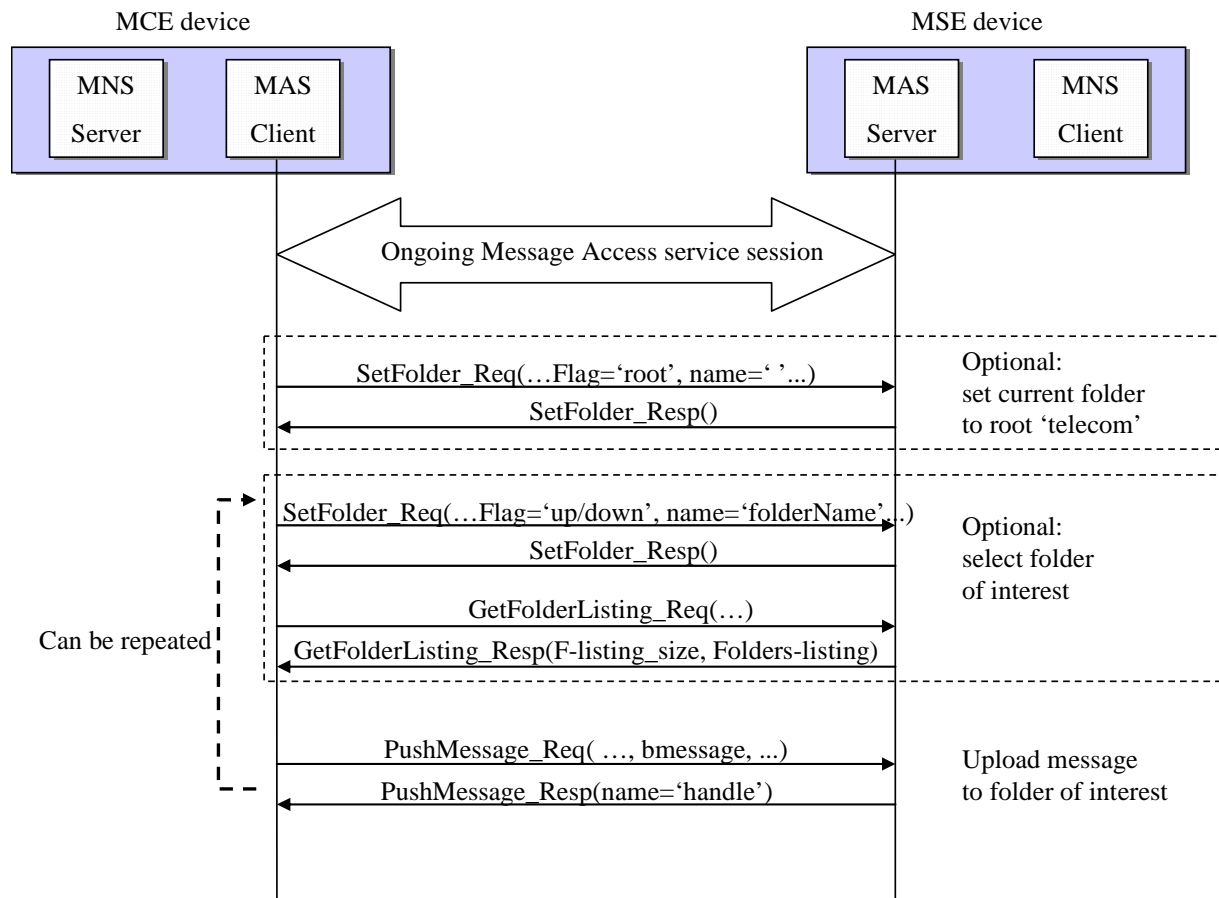 MCE device
MSE device
MNS
Server
MAS
Client
MAS
Server
MNS
Client
Ongoing Message Access service session
SetFolder_Req(…Flag=‘root’, name=‘ ’...)
SetFolder_Resp()
Optional:
set current folder
to root ‘telecom’
SetFolder_Req(…Flag=‘up/down’, name=‘folderName’...)
SetFolder_Resp()
GetFolderListing_Req(…)
GetFolderListing_Resp(F-listing_size, Folders-listing)
Optional:
select folder
of interest
Can be repeated
PushMessage_Req( …, bmessage, ...)
PushMessage_Resp(name=‘handle’)
Upload message
to folder of interest